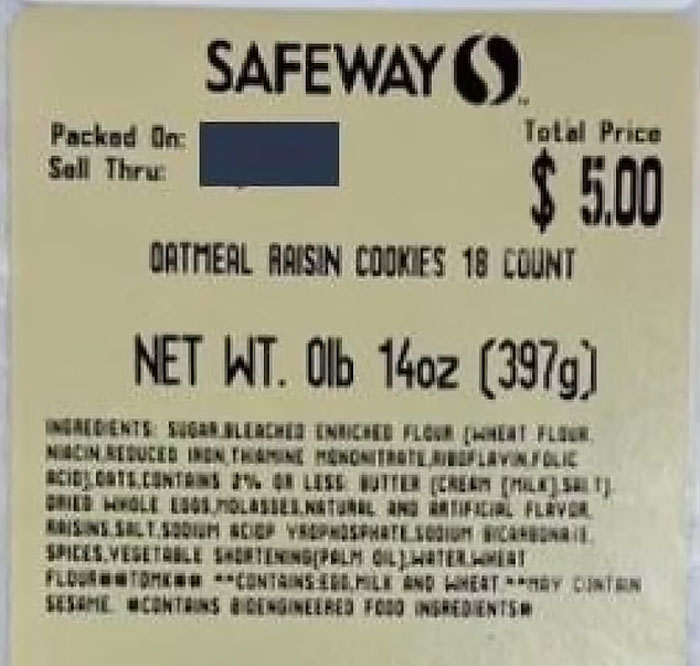 SAFEWAY
Packed On:
Sell Thru:
Total Price
$ 5.00
OATMEAL RAISIN COOKIES 18 COUNT
NET WT. 0lb 14oz (397g)
INGREDIENTS: SUGAR,BLEACHED ENRICHED FLOUR (WHEAT FLOUR,
NIACIN,REDUCED IRON,THIAMINE MONONITRATE,RIBOFLAVIN,FOLIC
ACID),OATS,CONTAINS 2% OR LESS: BUTTER (CREAM [MILK],SALT),
DRIED WHOLE EGGS,MOLASSES,NATURAL AND ARTIFICIAL FLAVOR,
RAISINS,SALT,SODIUM ACIDP YROPHOSPHATE,SODIUM BICARBONATE,
SPICES,VEGETABLE SHORTENING(PALM OIL),WATER,WHEAT
FLOUR **CONTAINS:EGG,MILK AND WHEAT **MAY CONTAIN
SESAME. #CONTAINS BIOENGINEERED FOOD INGREDIENTS#